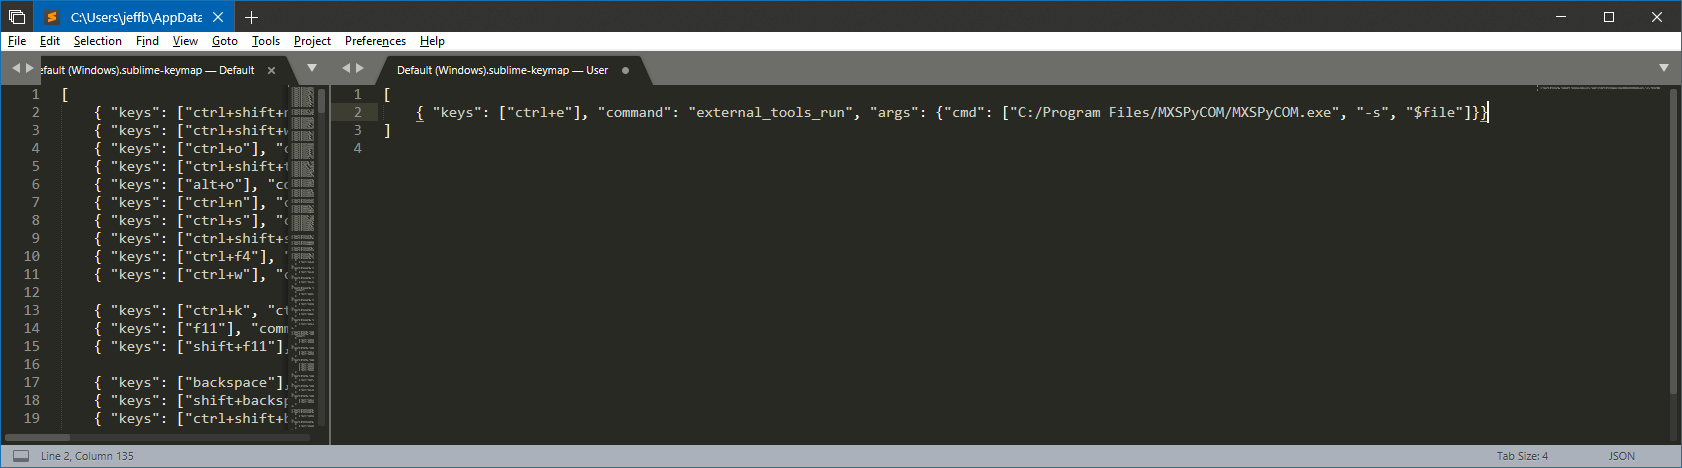 C:\Users\jeffb\AppData
File Edit Selection Find View Goto Tools Project Preferences Help
efault (Windows).sublime-keymap — Default
Default (Windows).sublime-keymap — User
1 [
2 { "keys": ["ctrl+shift+
3 { "keys": ["ctrl+shift+
4 { "keys": ["ctrl+o"], "
5 { "keys": ["ctrl+shift+
6 { "keys": ["alt+o"], "co
7 { "keys": ["ctrl+n"], "
8 { "keys": ["ctrl+s"], "
9 { "keys": ["ctrl+shift+
10 { "keys": ["ctrl+f4"], "
11 { "keys": ["ctrl+w"], "
12
13 { "keys": ["ctrl+k", "ct
14 { "keys": ["f11"], "com
15 { "keys": ["shift+f11"],
16
17 { "keys": ["backspace"],
18 { "keys": ["shift+backsp
19 { "keys": ["ctrl+shift+b
1 [
2 { "keys": ["ctrl+e"], "command": "external_tools_run", "args": {"cmd": ["C:/Program Files/MXSPyCOM/MXSPyCOM.exe", "-s", "$file"]}}
3 ]
4
Line 2, Column 135
Tab Size: 4
JSON